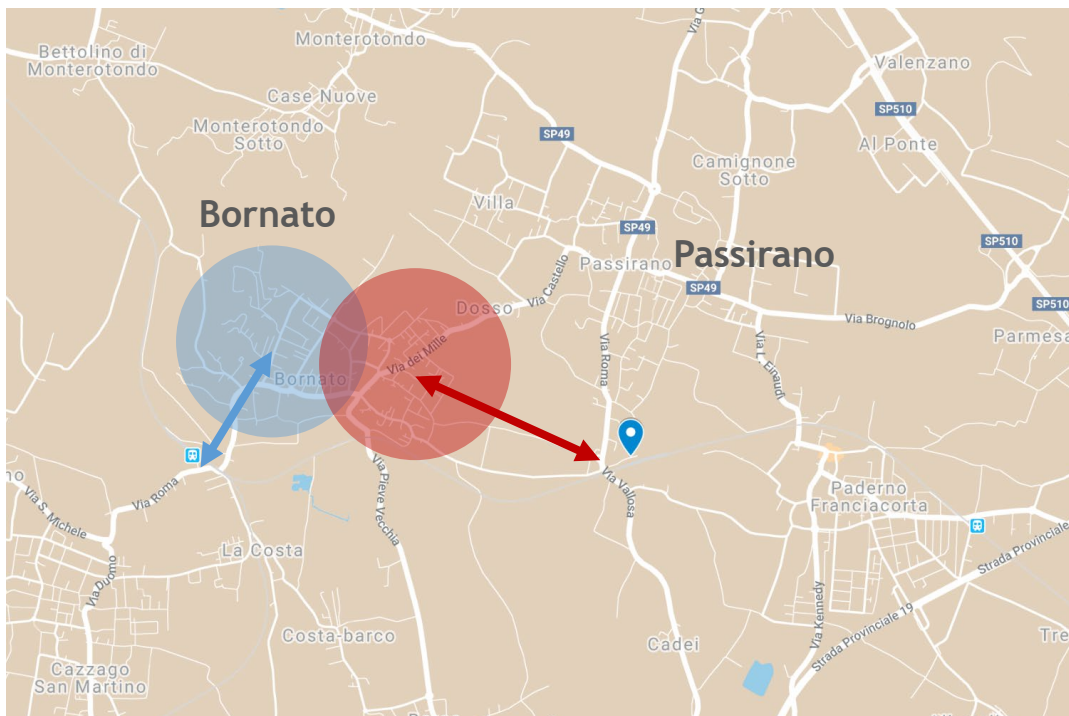 Monterotondo
Bettolino di
Monterotondo
Valenzano
Case Nuove
SP510
Monterotondo
Sotto
SP49
Al Ponte
Camignone
Sotto
Villa
Bornato
SP49
SP510
Passirano
Passirano
Via Castello
SP49
SP510
Dosso
Via Brognolo
Parmesa
Via dei Mille
Via Roma
Via L. Einaudi
Bornato
Via Roma
Via S. Michele
Via Pieve Vecchia
Via Vallosa
Paderno
Franciacorta
La Costa
Strada Provinciale
Via Duomo
Via Kennedy
Strada Provinciale 19
Costa-barco
Cadei
Tre
Cazzago
San Martino